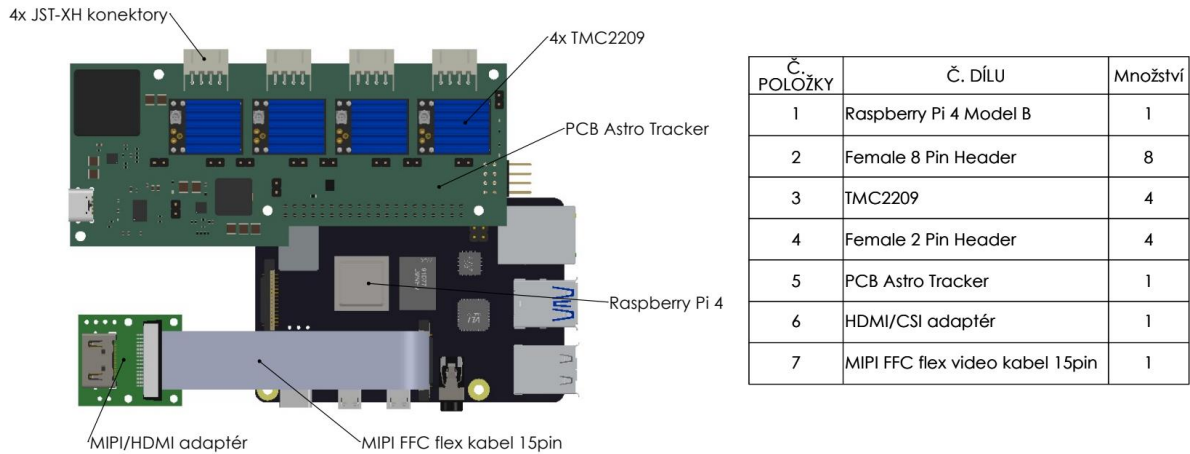 4x JST-XH konektory
4x TMC2209
PCB Astro Tracker
Raspberry Pi 4
MIPI/HDMI adaptér
MIPI FFC flex kabel 15pin
Č. POLOŽKY Č. DÍLU Množství
1 Raspberry Pi 4 Model B 1
2 Female 8 Pin Header 8
3 TMC2209 4
4 Female 2 Pin Header 4
5 PCB Astro Tracker 1
6 HDMI/CSI adaptér 1
7 MIPI FFC flex video kabel 15pin 1